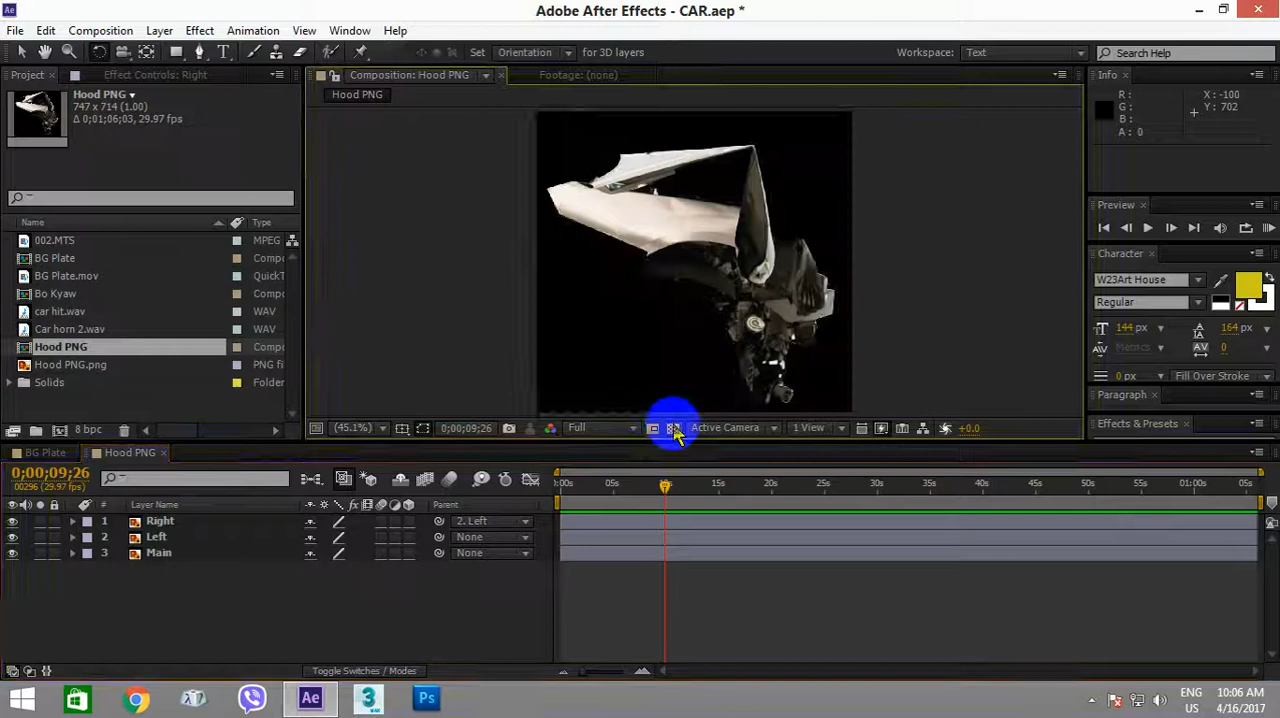 Ae
Adobe After Effects - CAR.aep *
File Edit Composition Layer Effect Animation View Window Help
Set Orientation for 3D layers Workspace: Text Search Help
Project Effect Controls: Right Composition: Hood PNG Footage: (none) Info
Hood PNG
747 x 714 (1.00)
Δ 0;01;06;03, 29.97 fps
Hood PNG
R :
G :
B :
A : 0
X : -100
Y : 702
Preview
Name Type
002.MTS MPEG
BG Plate Compo
BG Plate.mov QuickT
Bo Kyaw Compo
car hit.wav WAV
Car horn 2.wav WAV
Hood PNG Compo
Hood PNG.png PNG fi
Solids Folder
Character
W23Art House
Regular
144 px 164 px
Metrics 0
0 px Fill Over Stroke
Paragraph
Effects & Presets
8 bpc (45.1%) 0;00;09;26 Full Active Camera 1 View +0.0
BG Plate Hood PNG
0;00;09;26
00296 (29.97 fps)
:00s 05s 15s 20s 25s 30s 35s 40s 45s 50s 55s 01:00s 05s
# Layer Name Parent
1 Right 2. Left
2 Left None
3 Main None
Toggle Switches / Modes
Ae 3 Ps
ENG 10:06 AM
US 4/16/2017